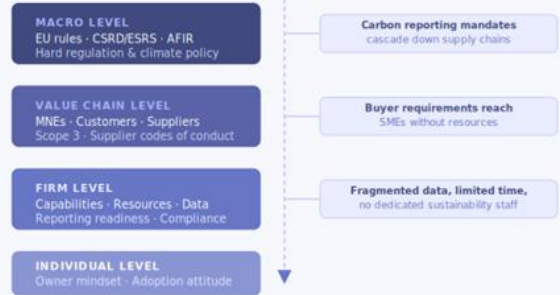 MACRO LEVEL
EU rules · CSRD/ESRS · AFIR
Hard regulation & climate policy
Carbon reporting mandates
cascade down supply chains
VALUE CHAIN LEVEL
MNEs · Customers · Suppliers
Scope 3 · Supplier codes of conduct
Buyer requirements reach
SMEs without resources
FIRM LEVEL
Capabilities · Resources · Data
Reporting readiness · Compliance
Fragmented data, limited time,
no dedicated sustainability staff
INDIVIDUAL LEVEL
Owner mindset · Adoption attitude